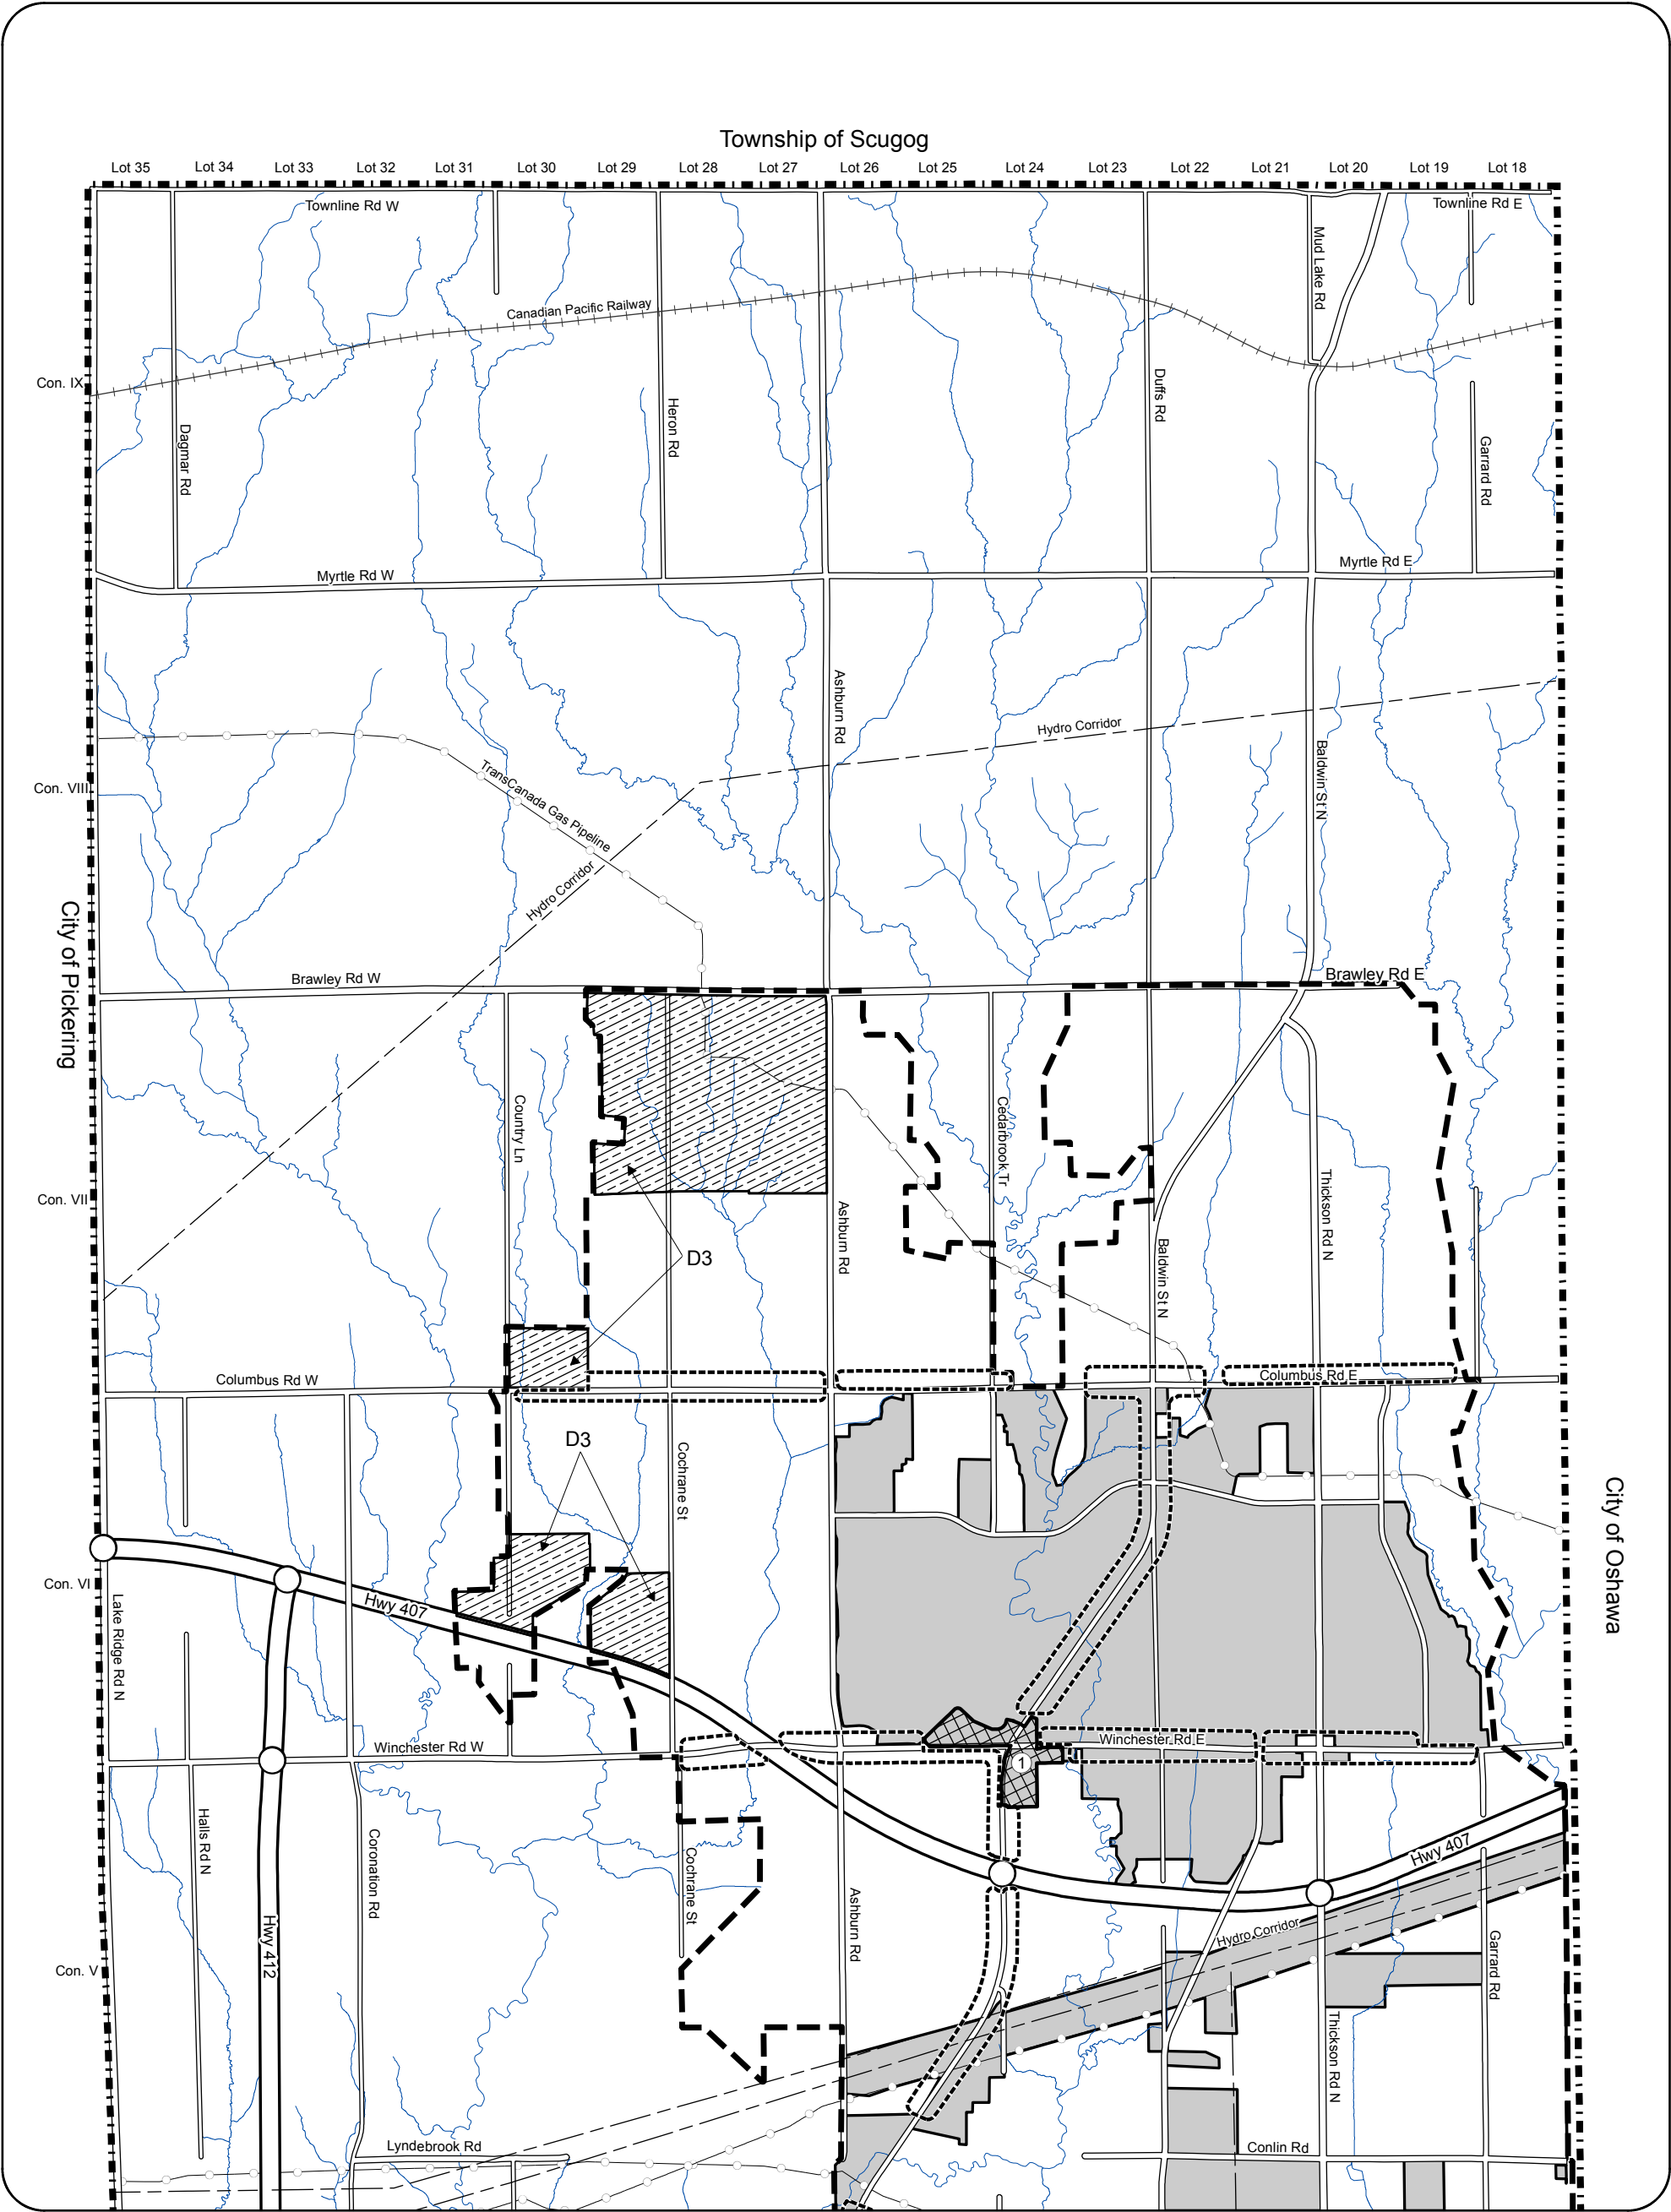 Township of Scugog
Lot 35 Lot 34 Lot 33 Lot 32 Lot 31 Lot 30 Lot 29 Lot 28 Lot 27 Lot 26 Lot 25 Lot 24 Lot 23 Lot 22 Lot 21 Lot 20 Lot 19 Lot 18
Townline Rd W
Townline Rd E
Mud Lake Rd
Canadian Pacific Railway
Con. IX
Dagmar Rd
Heron Rd
Duffs Rd
Garrard Rd
Myrtle Rd W
Myrtle Rd E
Ashburn Rd
Hydro Corridor
Baldwin St N
TransCanada Gas Pipeline
Con. VIII
Hydro Corridor
City of Pickering
Brawley Rd W
Brawley Rd E
Country Ln
Cedarbrook Tr
Con. VII
Ashburn Rd
Thickson Rd N
Baldwin St N
D3
Columbus Rd W
Columbus Rd E
D3
Cochrane St
City of Oshawa
Con. VI
Lake Ridge Rd N
Hwy 407
Winchester Rd W
Winchester Rd E
1
Halls Rd N
Coronation Rd
Cochrane St
Ashburn Rd
Hwy 407
Hwy 412
Hydro Corridor
Con. V
Garrard Rd
Thickson Rd N
Lyndebrook Rd
Conlin Rd